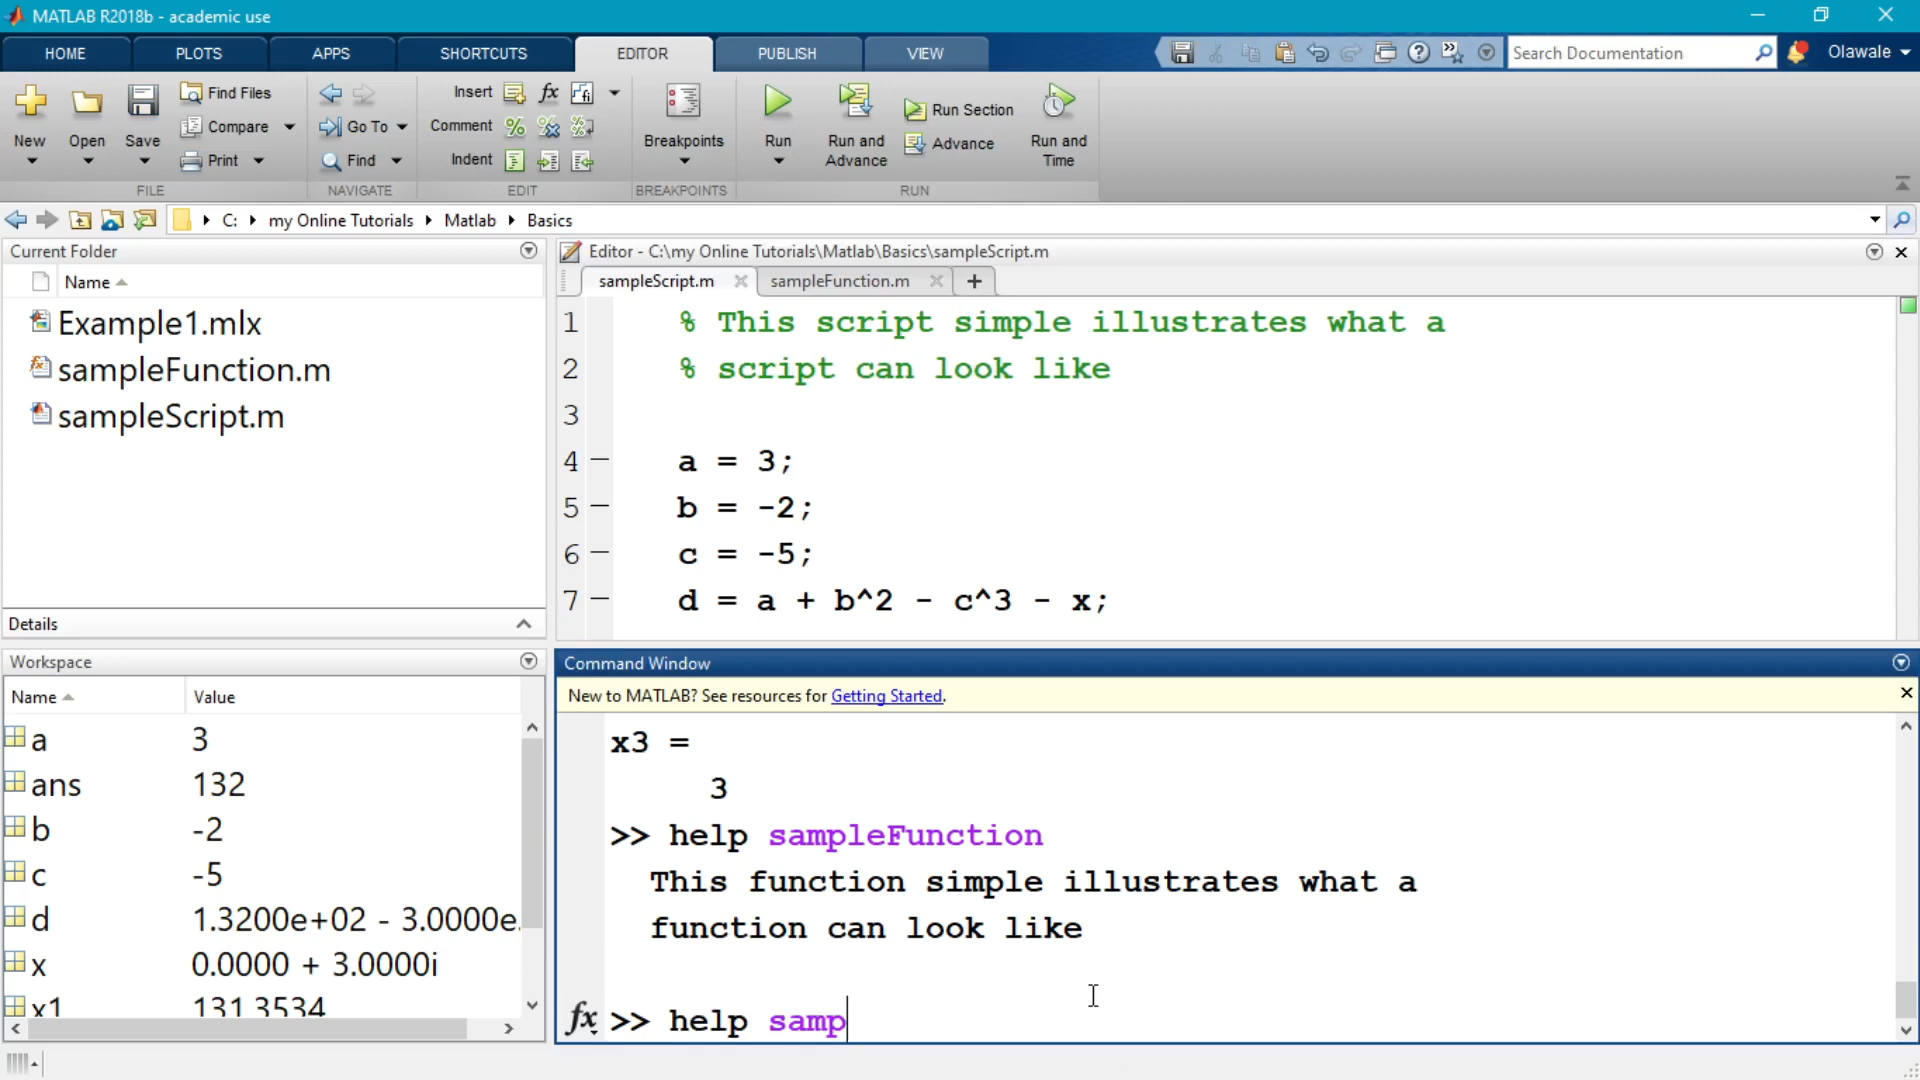 MATLAB R2018b - academic use
HOME PLOTS APPS SHORTCUTS EDITOR PUBLISH VIEW Search Documentation Olawale
New Open Save Find Files Compare Print
Go To Find
Insert fx
Comment
Indent
Breakpoints Run Run and Advance Run Section Advance Run and Time
FILE NAVIGATE EDIT BREAKPOINTS RUN
C: my Online Tutorials Matlab Basics
Current Folder
Name
Example1.mlx
sampleFunction.m
sampleScript.m
Details
Workspace
Name Value
a 3
ans 132
b -2
c -5
d 1.3200e+02 - 3.0000e
x 0.0000 + 3.0000i
x1 131.3534
Editor - C:\my Online Tutorials\Matlab\Basics\sampleScript.m
sampleScript.m sampleFunction.m +
1 % This script simple illustrates what a
2 % script can look like
3
4 a = 3;
5 b = -2;
6 c = -5;
7 d = a + b^2 - c^3 - x;
Command Window
New to MATLAB? See resources for Getting Started.
x3 =
3
>> help sampleFunction
This function simple illustrates what a
function can look like
fx >> help samp